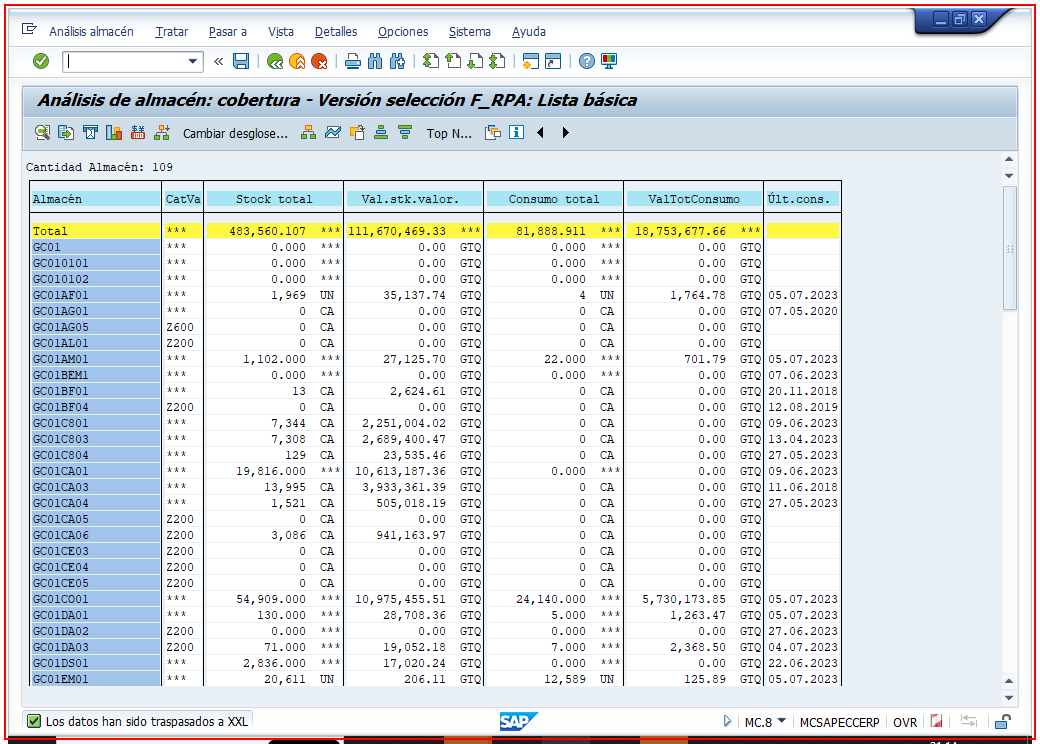 Análisis almacén Tratar Pasar a Vista Detalles Opciones Sistema Ayuda
Análisis de almacén: cobertura - Versión selección F_RPA: Lista básica
Cambiar desglose... Top N...
Cantidad Almacén: 109
Almacén CatVa Stock total Val.stk.valor. Consumo total ValTotConsumo Últ.cons.
Total *** 483,560.107 *** 111,670,469.33 *** 81,888.911 *** 18,753,677.66 ***
GC01 *** 0.000 *** 0.00 GTQ 0.000 *** 0.00 GTQ
GC010101 *** 0.000 *** 0.00 GTQ 0.000 *** 0.00 GTQ
GC010102 *** 0.000 *** 0.00 GTQ 0.000 *** 0.00 GTQ
GC01AF01 *** 1,969 UN 35,137.74 GTQ 4 UN 1,764.78 GTQ 05.07.2023
GC01AG01 *** 0 CA 0.00 GTQ 0 CA 0.00 GTQ 07.05.2020
GC01AG05 Z600 0 CA 0.00 GTQ 0 CA 0.00 GTQ
GC01AL01 Z200 0 CA 0.00 GTQ 0 CA 0.00 GTQ
GC01AM01 *** 1,102.000 *** 27,125.70 GTQ 22.000 *** 701.79 GTQ 05.07.2023
GC01BEM1 *** 0.000 *** 0.00 GTQ 0.000 *** 0.00 GTQ 07.06.2023
GC01BF01 *** 13 CA 2,624.61 GTQ 0 CA 0.00 GTQ 20.11.2018
GC01BF04 Z200 0 CA 0.00 GTQ 0 CA 0.00 GTQ 12.08.2019
GC01C801 *** 7,344 CA 2,251,004.02 GTQ 0 CA 0.00 GTQ 09.06.2023
GC01C803 *** 7,308 CA 2,689,400.47 GTQ 0 CA 0.00 GTQ 13.04.2023
GC01C804 *** 129 CA 23,535.46 GTQ 0 CA 0.00 GTQ 27.05.2023
GC01CA01 *** 19,816.000 *** 10,613,187.36 GTQ 0.000 *** 0.00 GTQ 09.06.2023
GC01CA03 *** 13,995 CA 3,933,361.39 GTQ 0 CA 0.00 GTQ 11.06.2018
GC01CA04 *** 1,521 CA 505,018.19 GTQ 0 CA 0.00 GTQ 27.05.2023
GC01CA05 Z200 0 CA 0.00 GTQ 0 CA 0.00 GTQ
GC01CA06 Z200 3,086 CA 941,163.97 GTQ 0 CA 0.00 GTQ
GC01CE03 Z200 0 CA 0.00 GTQ 0 CA 0.00 GTQ
GC01CE04 Z200 0 CA 0.00 GTQ 0 CA 0.00 GTQ
GC01CE05 Z200 0 CA 0.00 GTQ 0 CA 0.00 GTQ
GC01CO01 *** 54,909.000 *** 10,975,455.51 GTQ 24,140.000 *** 5,730,173.85 GTQ 05.07.2023
GC01DA01 *** 130.000 *** 28,708.36 GTQ 5.000 *** 1,263.47 GTQ 05.07.2023
GC01DA02 Z200 0.000 *** 0.00 GTQ 0.000 *** 0.00 GTQ 27.06.2023
GC01DA03 Z200 71.000 *** 19,052.18 GTQ 7.000 *** 2,368.50 GTQ 04.07.2023
GC01DS01 *** 2,836.000 *** 17,020.24 GTQ 0.000 *** 0.00 GTQ 22.06.2023
GC01EM01 *** 20,611 UN 206.11 GTQ 12,589 UN 125.89 GTQ 05.07.2023
Los datos han sido traspasados a XXL SAP MC.8 MCSAPECCERP OVR